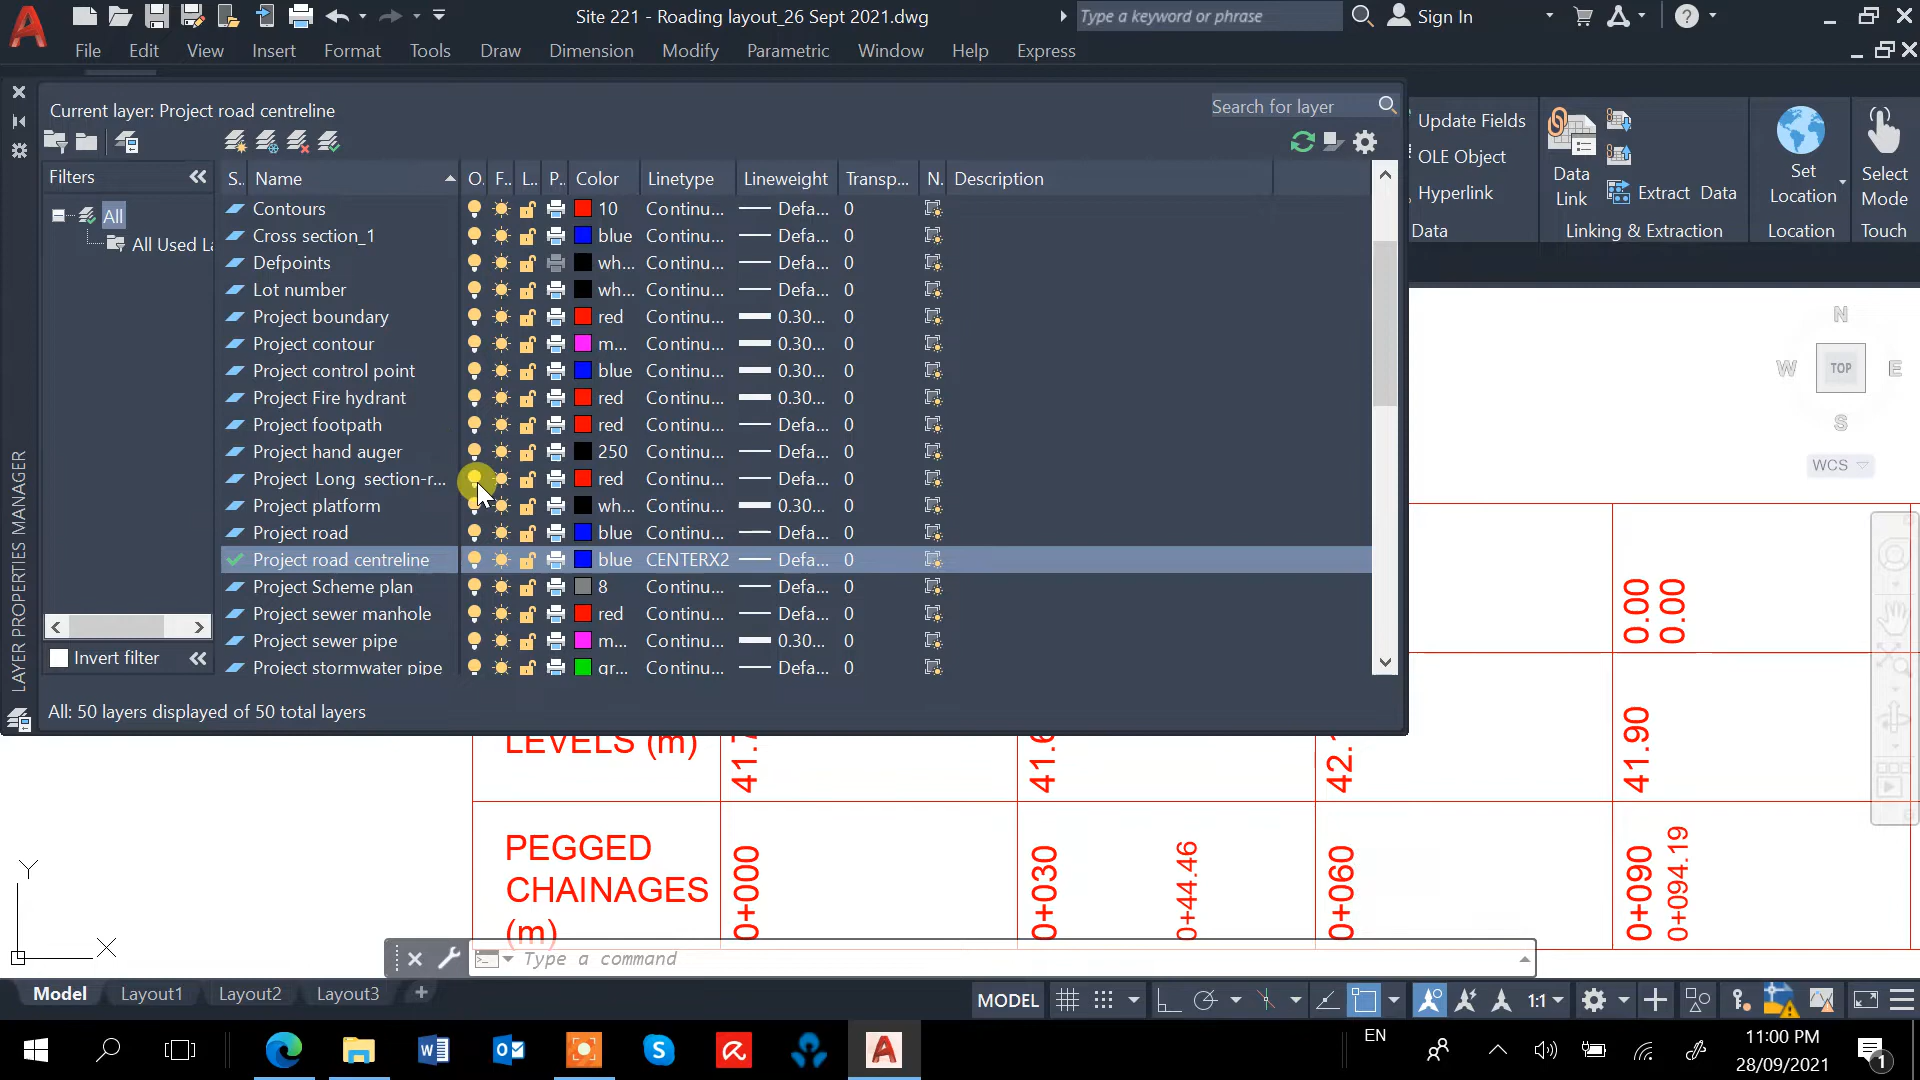 Site 221 - Roading layout_26 Sept 2021.dwg
Type a keyword or phrase
Sign In
File Edit View Insert Format Tools Draw Dimension Modify Parametric Window Help Express
Current layer: Project road centreline
Search for layer
Filters
All
All Used La
Invert filter
S.. Name O. F.. L.. P.. Color Linetype Lineweight Transp... N. Description
Contours 10 Continu... Defa... 0
Cross section_1 blue Continu... Defa... 0
Defpoints wh... Continu... Defa... 0
Lot number wh... Continu... Defa... 0
Project boundary red Continu... 0.30... 0
Project contour m... Continu... 0.30... 0
Project control point blue Continu... 0.30... 0
Project Fire hydrant red Continu... 0.30... 0
Project footpath red Continu... Defa... 0
Project hand auger 250 Continu... Defa... 0
Project Long section-r... red Continu... Defa... 0
Project platform wh... Continu... 0.30... 0
Project road blue Continu... Defa... 0
Project road centreline blue CENTERX2 Defa... 0
Project Scheme plan 8 Continu... Defa... 0
Project sewer manhole red Continu... Defa... 0
Project sewer pipe m... Continu... 0.30... 0
Project stormwater pipe gr... Continu... Defa... 0
All: 50 layers displayed of 50 total layers
LAYER PROPERTIES MANAGER
Update Fields
OLE Object
Hyperlink
Data
Data Link
Extract Data
Linking & Extraction
Set Location
Location
Select Mode
Touch
N
W TOP E
S
WCS
0.00
0.00
LEVELS (m)
41.90
PEGGED
CHAINAGES
(m)
0+000
0+030
0+44.46
0+060
0+090
0+094.19
Y
X
Type a command
Model Layout1 Layout2 Layout3
MODEL 1:1
EN
11:00 PM
28/09/2021
1